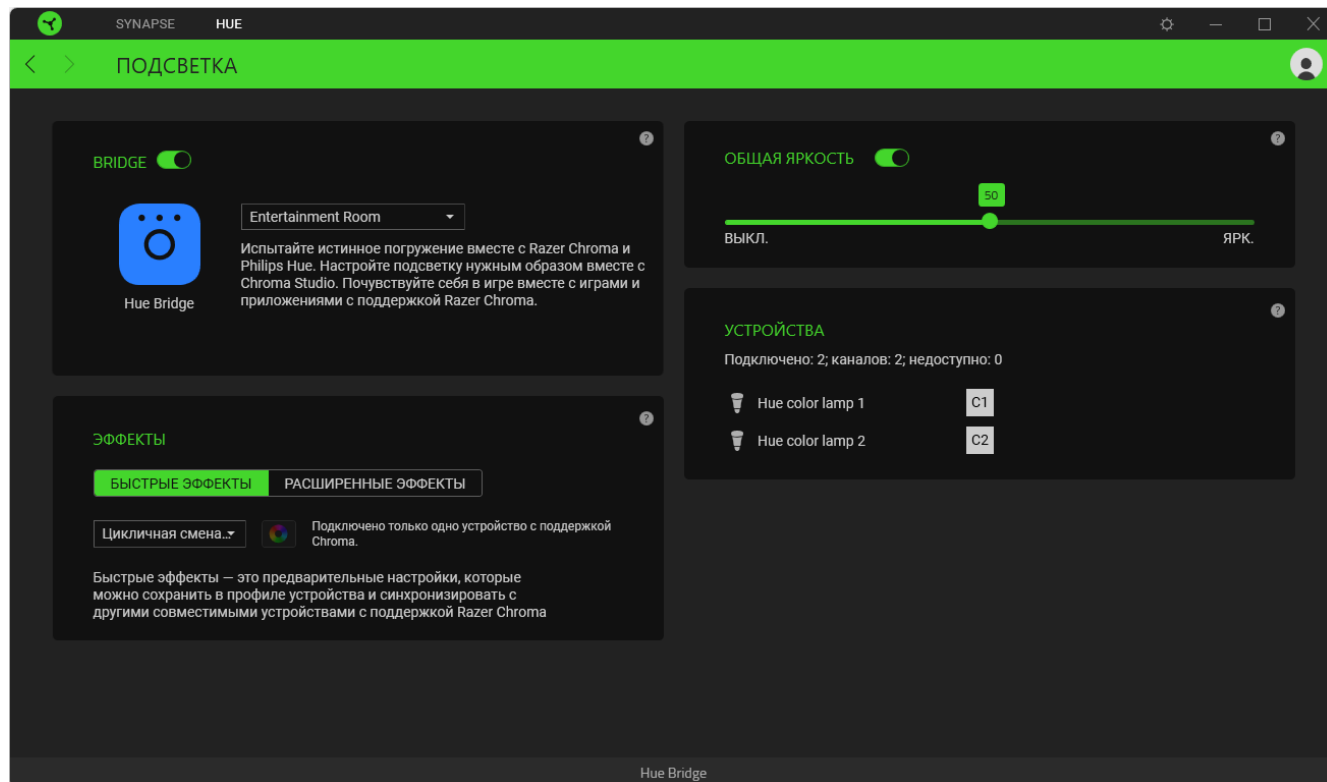 SYNAPSE HUE
ПОДСВЕТКА
BRIDGE
Entertainment Room
Испытайте истинное погружение вместе с Razer Chroma и
Philips Hue. Настройте подсветку нужным образом вместе с
Chroma Studio. Почувствуйте себя в игре вместе с играми и
приложениями с поддержкой Razer Chroma.
Hue Bridge
?
ЭФФЕКТЫ
?
БЫСТРЫЕ ЭФФЕКТЫ РАСШИРЕННЫЕ ЭФФЕКТЫ
Цикличная смена..
Подключено только одно устройство с поддержкой
Chroma.
Быстрые эффекты — это предварительные настройки, которые
можно сохранить в профиле устройства и синхронизировать с
другими совместимыми устройствами с поддержкой Razer Chroma
?
ОБЩАЯ ЯРКОСТЬ
50
ВЫКЛ. ЯРК.
?
УСТРОЙСТВА
Подключено: 2; каналов: 2; недоступно: 0
Hue color lamp 1 C1
Hue color lamp 2 C2
Hue Bridge